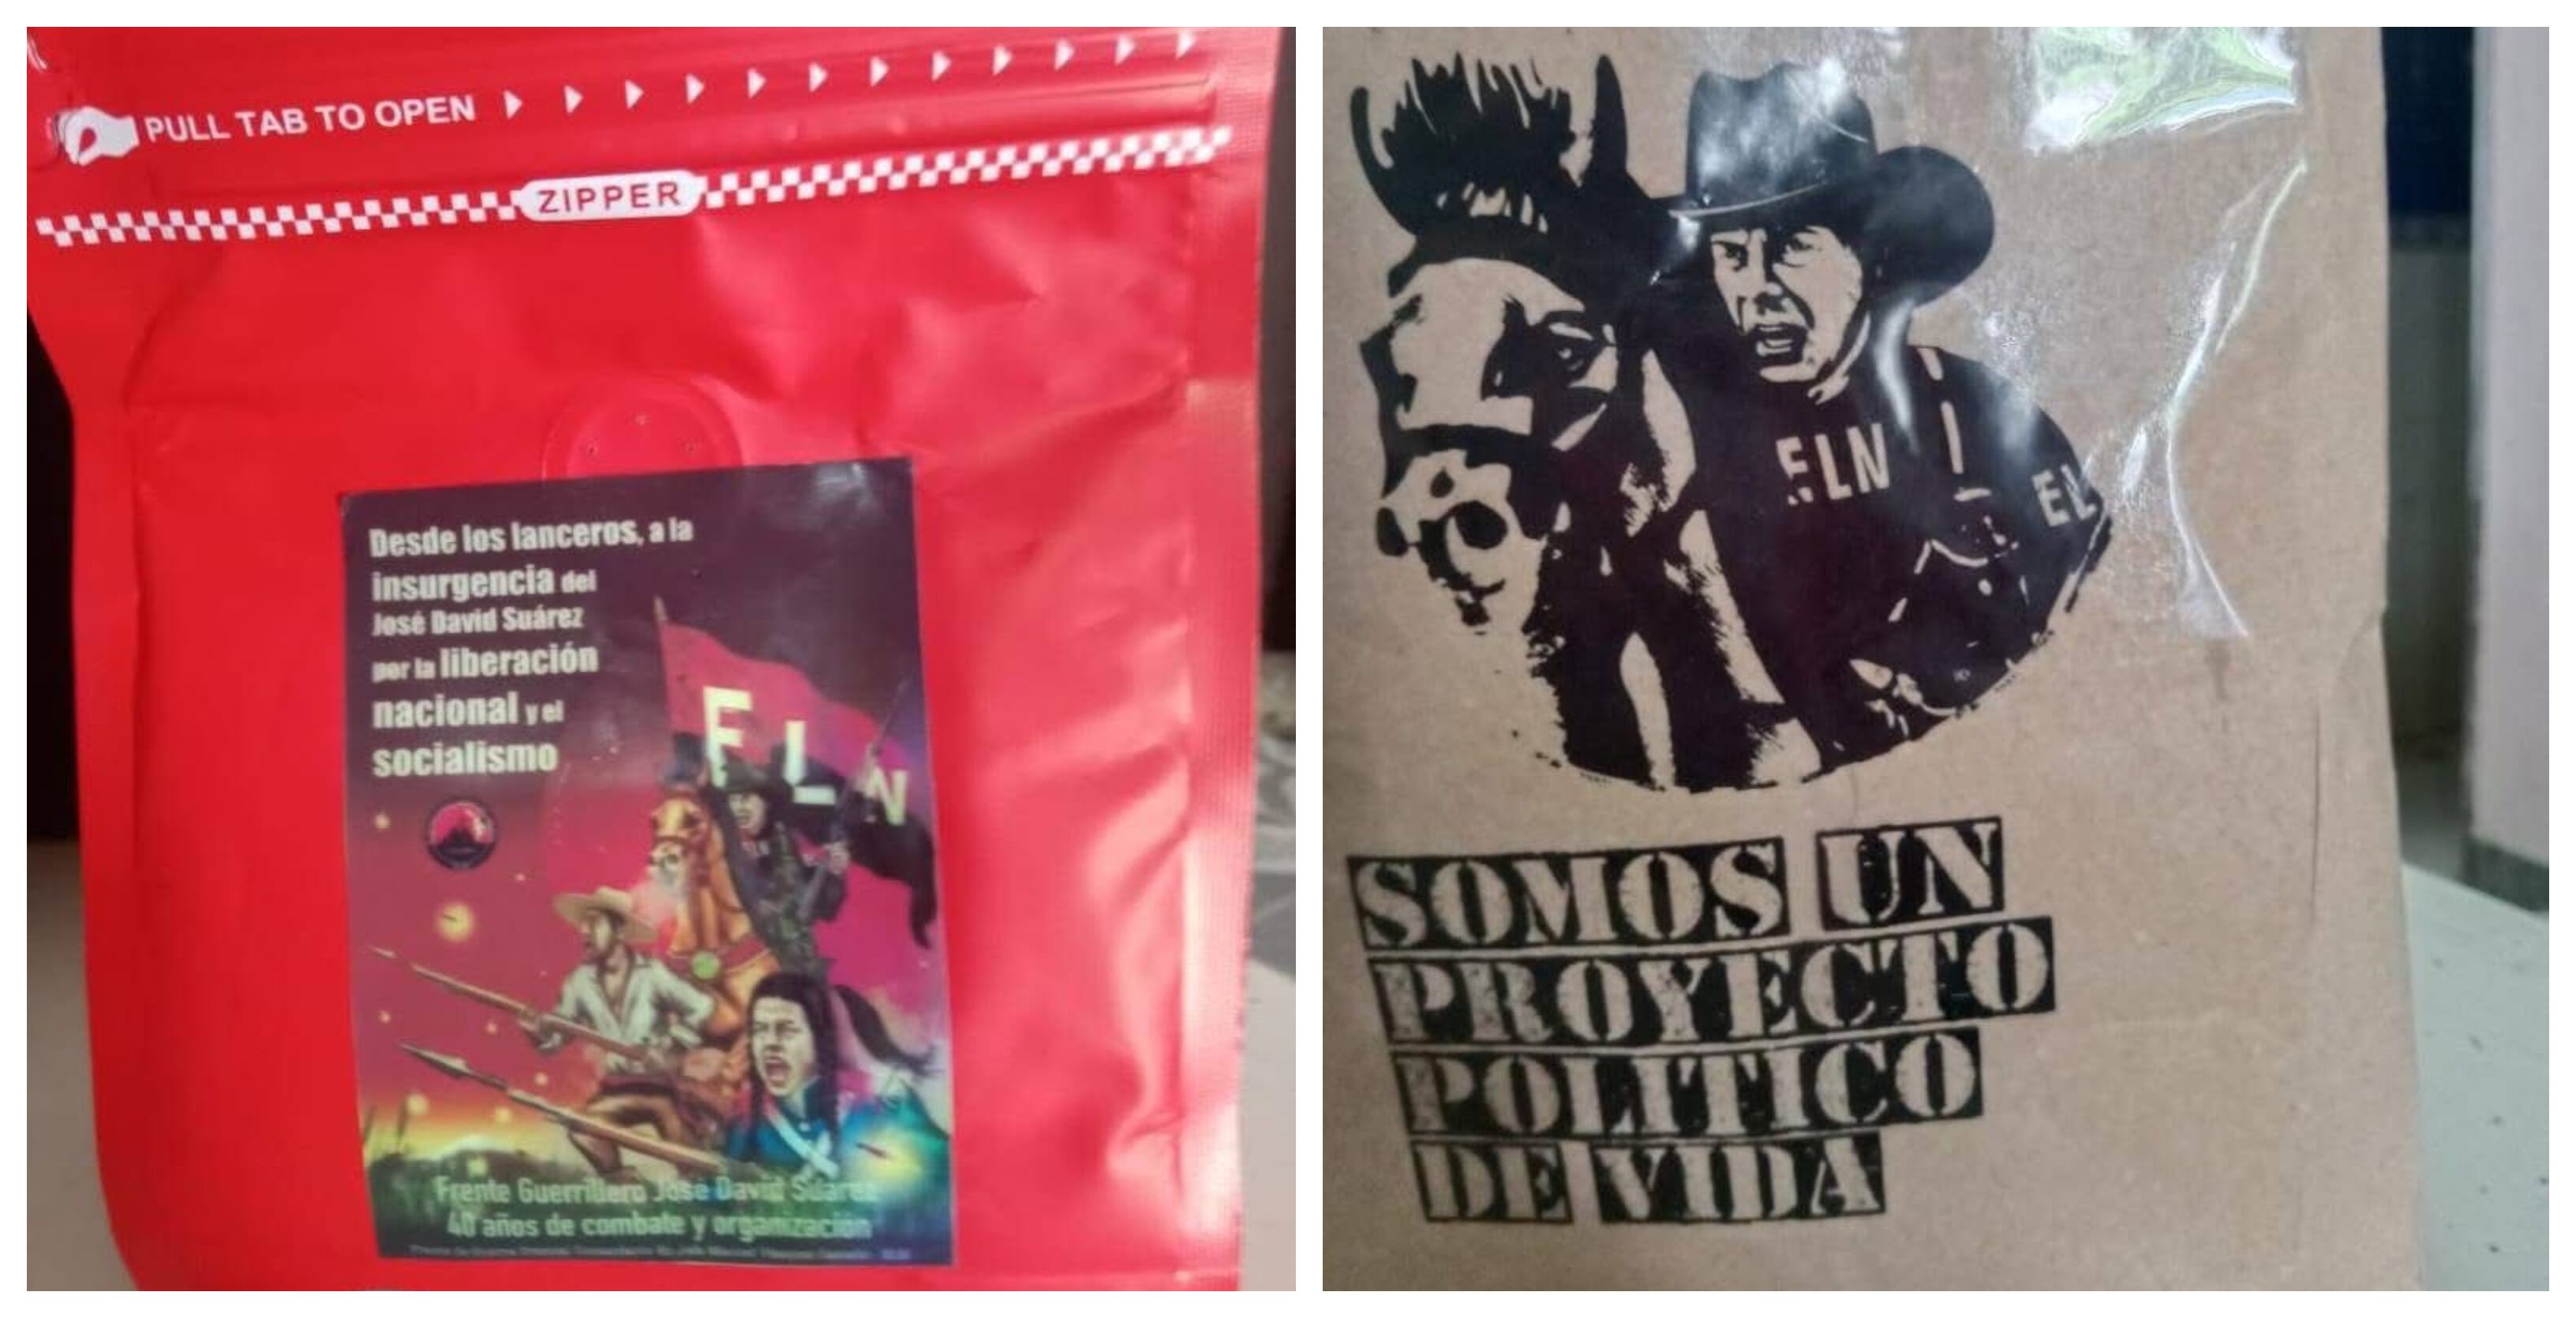 PULL TAB TO OPEN
ZIPPER
Desde los lanceros, a la
insurgencia del
José David Suárez
por la liberación
nacional y el
socialismo
ELN
ELN
Frente Guerrillero José David Suárez
40 años de combate y organización
ELN
EL
SOMOS UN
PROYECTO
POLITICO
DE VIDA